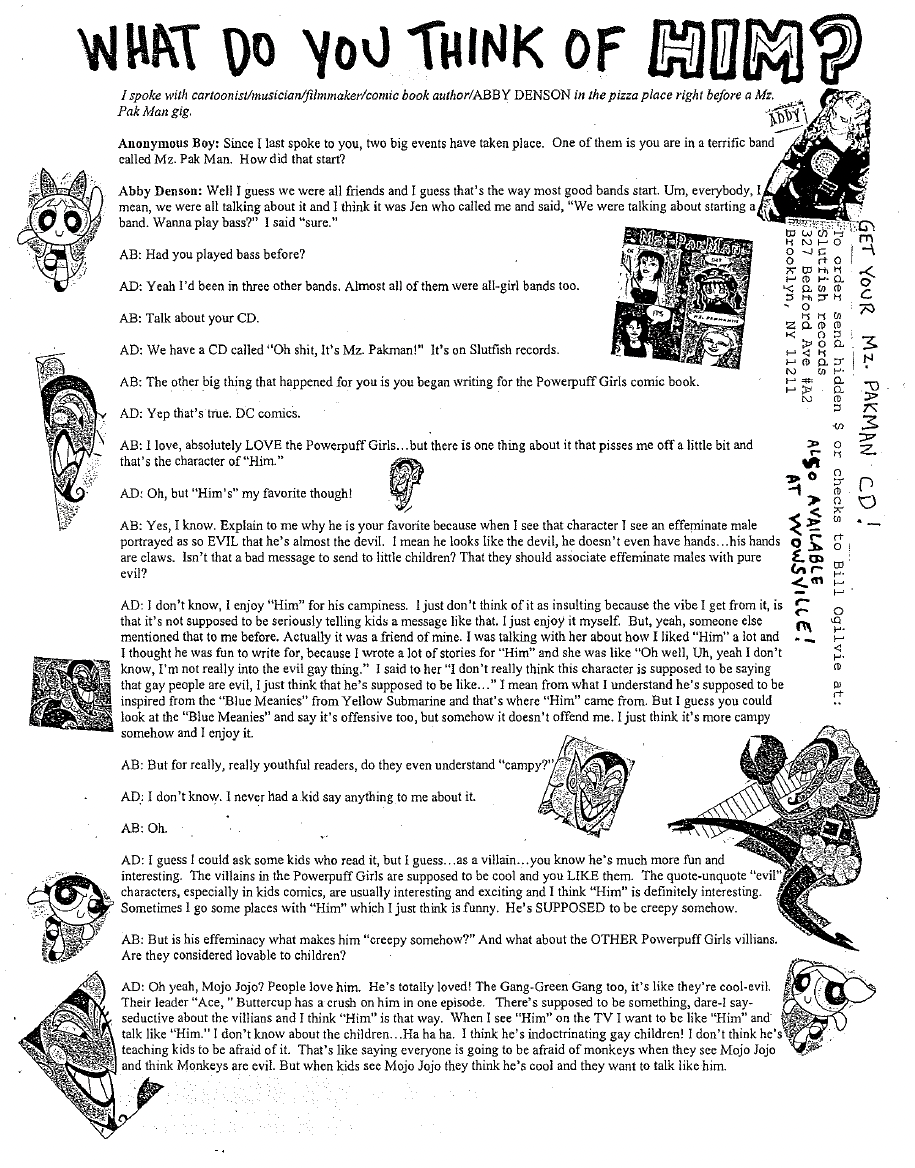 WHAT DO YOU THINK OF HIM?
I spoke with cartoonist/musician/filmmaker/comic book author/ABBY DENSON in the pizza place right before a Mz.
Pak Man gig.
ABBY
Anonymous Boy: Since I last spoke to you, two big events have taken place. One of them is you are in a terrific band
called Mz. Pak Man. How did that start?
Abby Denson: Well I guess we were all friends and I guess that's the way most good bands start. Um, everybody, I
mean, we were all talking about it and I think it was Jen who called me and said, "We were talking about starting a
band. Wanna play bass?" I said "sure."
AB: Had you played bass before?
AD: Yeah I'd been in three other bands. Almost all of them were all-girl bands too.
AB: Talk about your CD.
AD: We have a CD called "Oh shit, It's Mz. Pakman!" It's on Slutfish records.
AB: The other big thing that happened for you is you began writing for the Powerpuff Girls comic book.
AD: Yep that's true. DC comics.
AB: I love, absolutely LOVE the Powerpuff Girls…but there is one thing about it that pisses me off a little bit and
that's the character of "Him."
AD: Oh, but "Him's" my favorite though!
AB: Yes, I know. Explain to me why he is your favorite because when I see that character I see an effeminate male
portrayed as so EVIL that he's almost the devil. I mean he looks like the devil, he doesn't even have hands…his hands
are claws. Isn't that a bad message to send to little children? That they should associate effeminate males with pure
evil?
AD: I don't know, I enjoy "Him" for his campiness. I just don't think of it as insulting because the vibe I get from it, is
that it's not supposed to be seriously telling kids a message like that. I just enjoy it myself. But, yeah, someone else
mentioned that to me before. Actually it was a friend of mine. I was talking with her about how I liked "Him" a lot and
I thought he was fun to write for, because I wrote a lot of stories for "Him" and she was like "Oh well, Uh, yeah I don't
know, I'm not really into the evil gay thing." I said to her "I don't really think this character is supposed to be saying
that gay people are evil, I just think that he's supposed to be like…" I mean from what I understand he's supposed to be
inspired from the "Blue Meanies" from Yellow Submarine and that's where "Him" came from. But I guess you could
look at the "Blue Meanies" and say it's offensive too, but somehow it doesn't offend me. I just think it's more campy
somehow and I enjoy it.
AB: But for really, really youthful readers, do they even understand "campy?"
AD: I don't know. I never had a kid say anything to me about it.
AB: Oh.
AD: I guess I could ask some kids who read it, but I guess…as a villain…you know he's much more fun and
interesting. The villains in the Powerpuff Girls are supposed to be cool and you LIKE them. The quote-unquote "evil"
characters, especially in kids comics, are usually interesting and exciting and I think "Him" is definitely interesting.
Sometimes I go some places with "Him" which I just think is funny. He's SUPPOSED to be creepy somehow.
AB: But is his effeminacy what makes him "creepy somehow?" And what about the OTHER Powerpuff Girls villians.
Are they considered lovable to children?
AD: Oh yeah, Mojo Jojo? People love him. He's totally loved! The Gang-Green Gang too, it's like they're cool-evil.
Their leader "Ace, " Buttercup has a crush on him in one episode. There's supposed to be something, dare-I say-
seductive about the villians and I think "Him" is that way. When I see "Him" on the TV I want to be like "Him" and
talk like "Him." I don't know about the children…Ha ha ha. I think he's indoctrinating gay children! I don't think he's
teaching kids to be afraid of it. That's like saying everyone is going to be afraid of monkeys when they see Mojo Jojo
and think Monkeys are evil. But when kids see Mojo Jojo they think he's cool and they want to talk like him.
Mz PakMan
GET YOUR Mz. PAKMAN CD!
To order send hidden $ or checks to Bill Ogilvie at:
Slutfish records
327 Bedford Ave #A2
Brooklyn, NY 11211
ALSO AVAILABLE
AT WOWSVILLE!